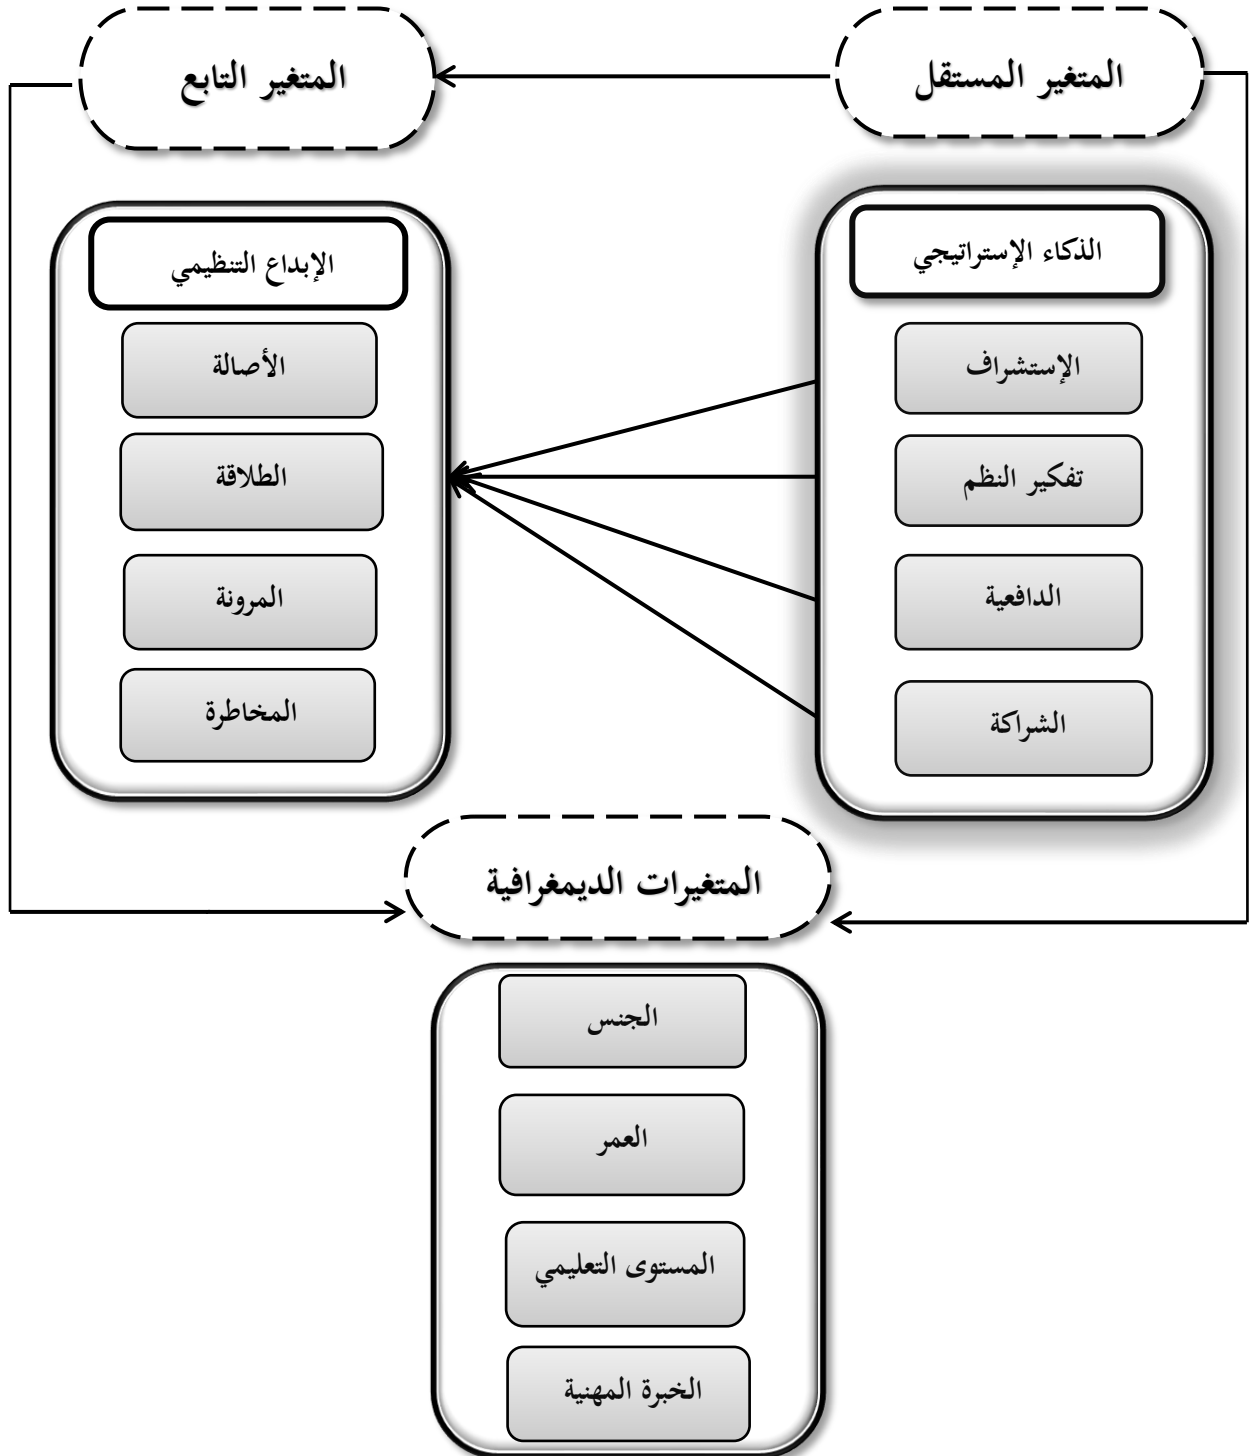 المتغير المستقل
المتغير التابع
الذكاء الإستراتيجي
الإستشراف
تفكير النظم
الدافعية
الشراكة
الإبداع التنظيمي
الأصالة
الطلاقة
المرونة
المخاطرة
المتغيرات الديمغرافية
الجنس
العمر
المستوى التعليمي
الخبرة المهنية